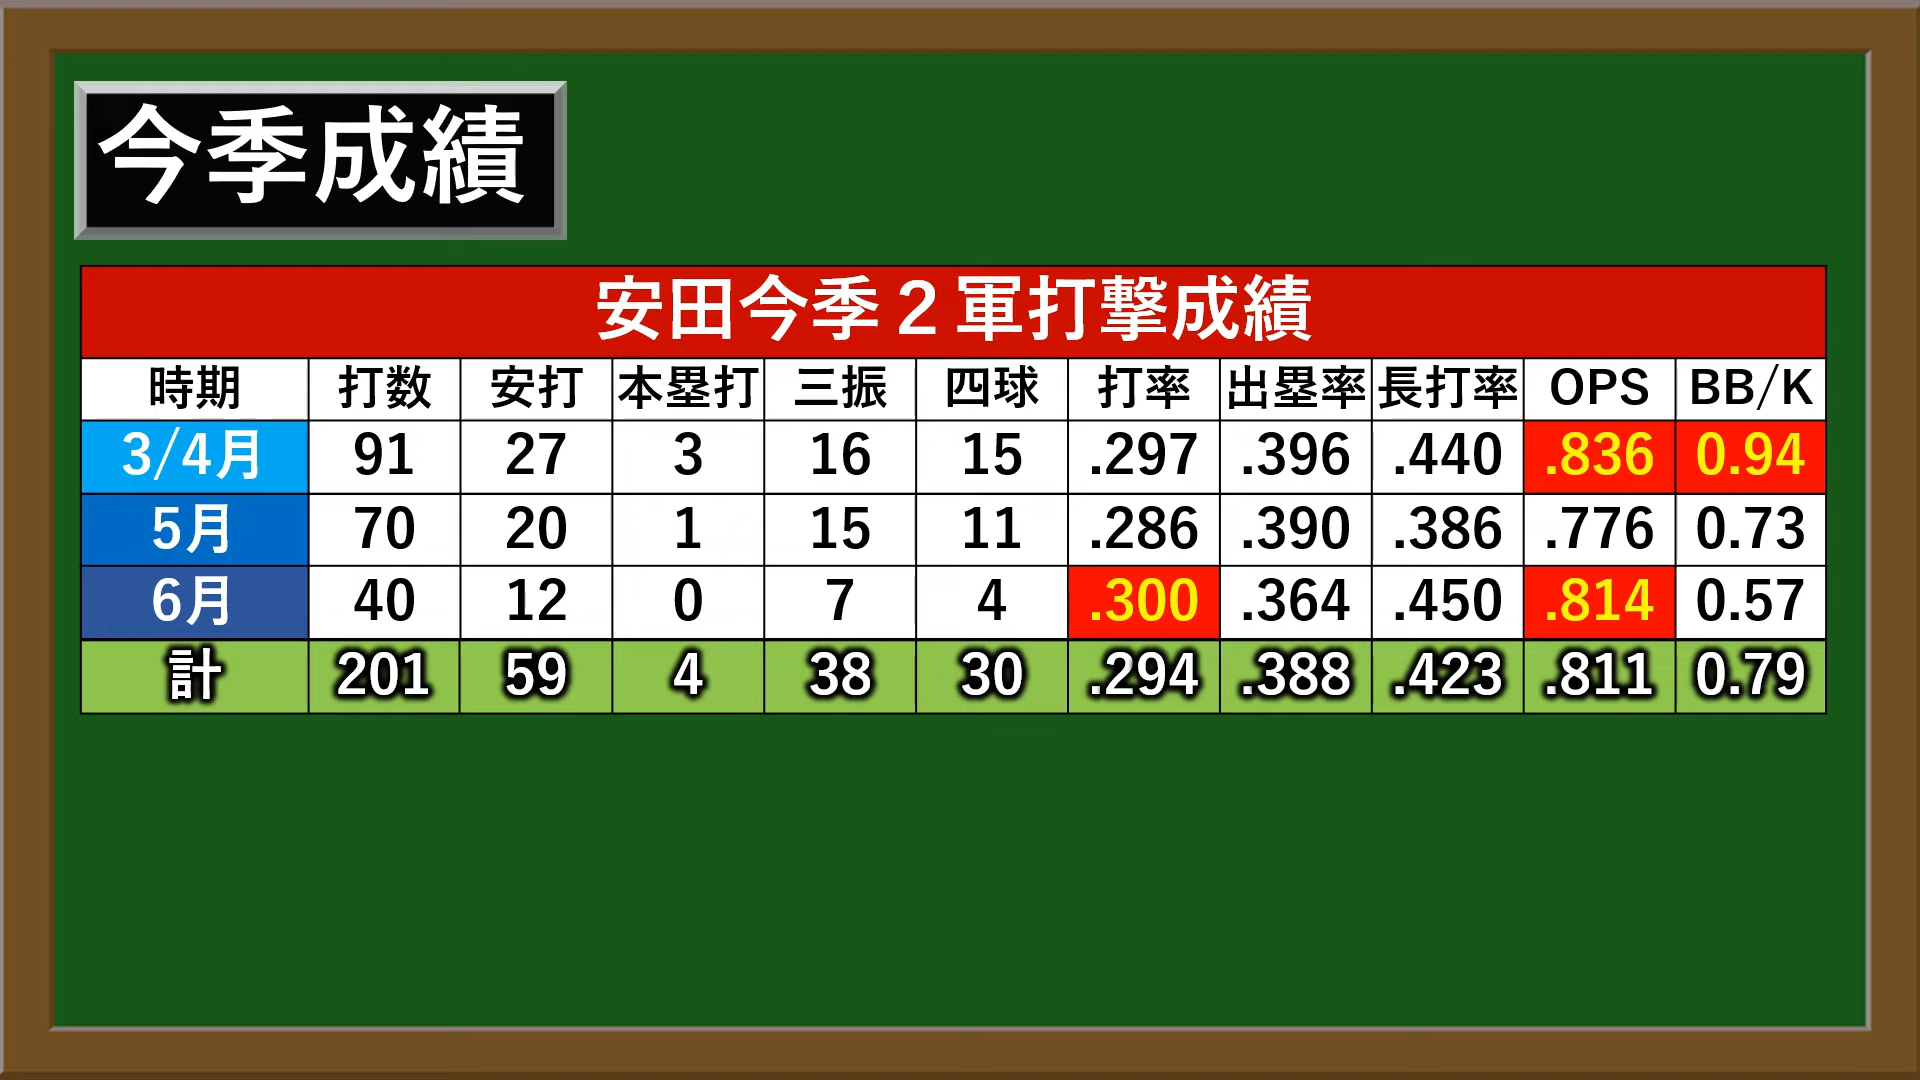 今季成績
安田今季２軍打撃成績
時期 打数 安打 本塁打 三振 四球 打率 出塁率 長打率 OPS BB/K
3/4月 91 27 3 16 15 .297 .396 .440 .836 0.94
5月 70 20 1 15 11 .286 .390 .386 .776 0.73
6月 40 12 0 7 4 .300 .364 .450 .814 0.57
計 201 59 4 38 30 .294 .388 .423 .811 0.79